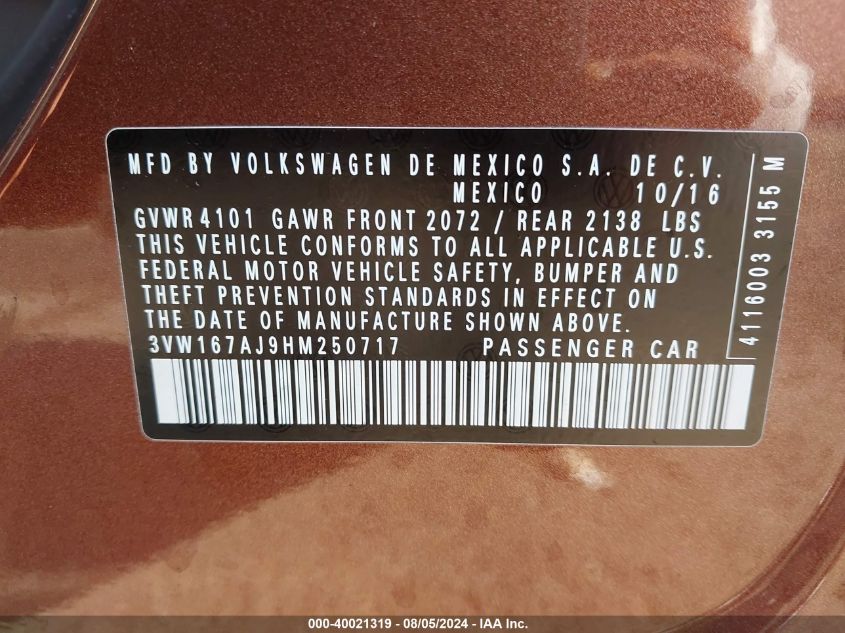 MFD BY VOLKSWAGEN DE MEXICO S.A. DE C.V.
MEXICO 10/16
GVWR 4101 GAWR FRONT 2072 / REAR 2138 LBS
THIS VEHICLE CONFORMS TO ALL APPLICABLE U.S.
FEDERAL MOTOR VEHICLE SAFETY, BUMPER AND
THEFT PREVENTION STANDARDS IN EFFECT ON
THE DATE OF MANUFACTURE SHOWN ABOVE.
3VW167AJ9HM250717 PASSENGER CAR
4116003 3155 M
000-40021319 - 08/05/2024 - IAA Inc.